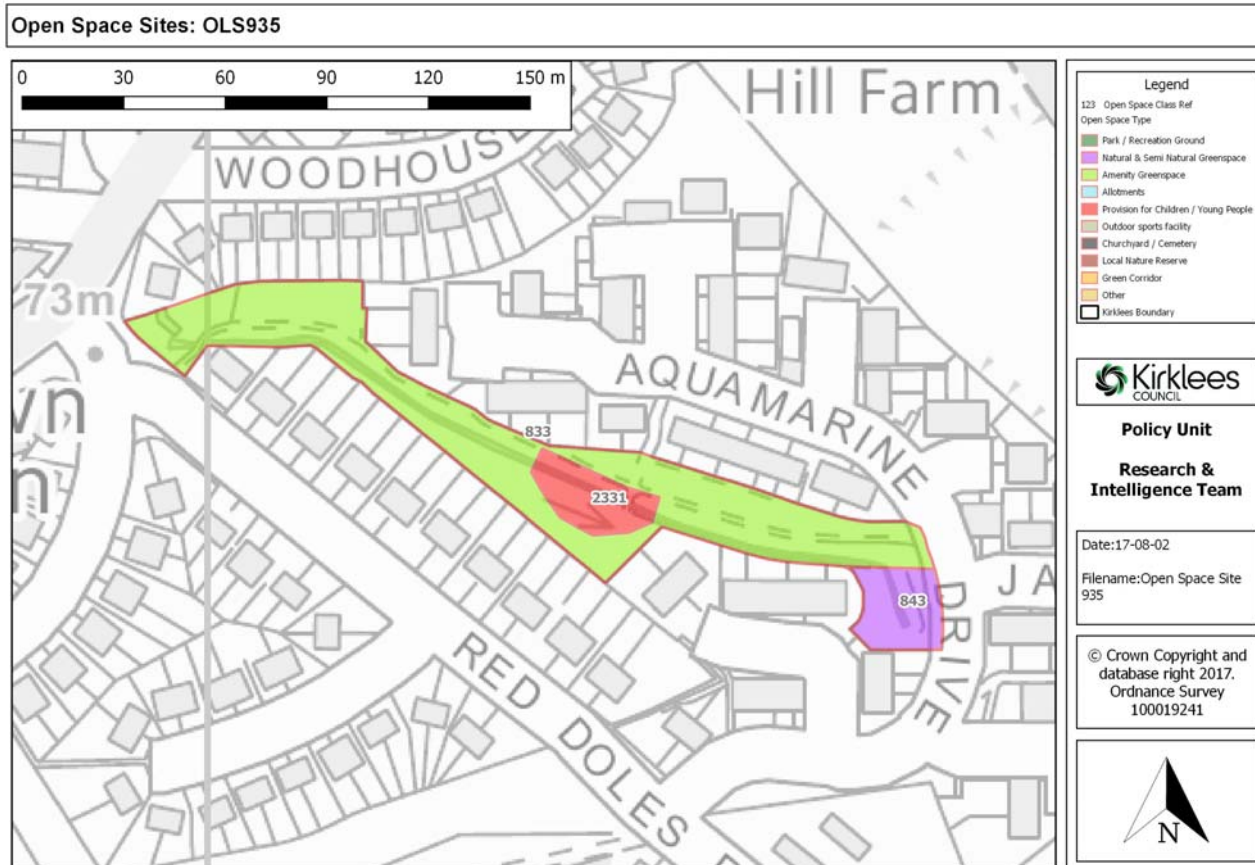 Open Space Sites: OLS935
0 30 60 90 120 150 m
Hill Farm
WOODHOUSE
73m
wn
n
AQUAMARINE
DRIVE
JA
RED DOLES
833
2331
843
Legend
123 Open Space Class Ref
Open Space Type
Park / Recreation Ground
Natural & Semi Natural Greenspace
Amenity Greenspace
Allotments
Provision for Children / Young People
Outdoor sports facility
Churchyard / Cemetery
Local Nature Reserve
Green Corridor
Other
Kirklees Boundary
Kirklees
COUNCIL
Policy Unit
Research &
Intelligence Team
Date:17-08-02
Filename:Open Space Site
935
© Crown Copyright and
database right 2017.
Ordnance Survey
100019241
N